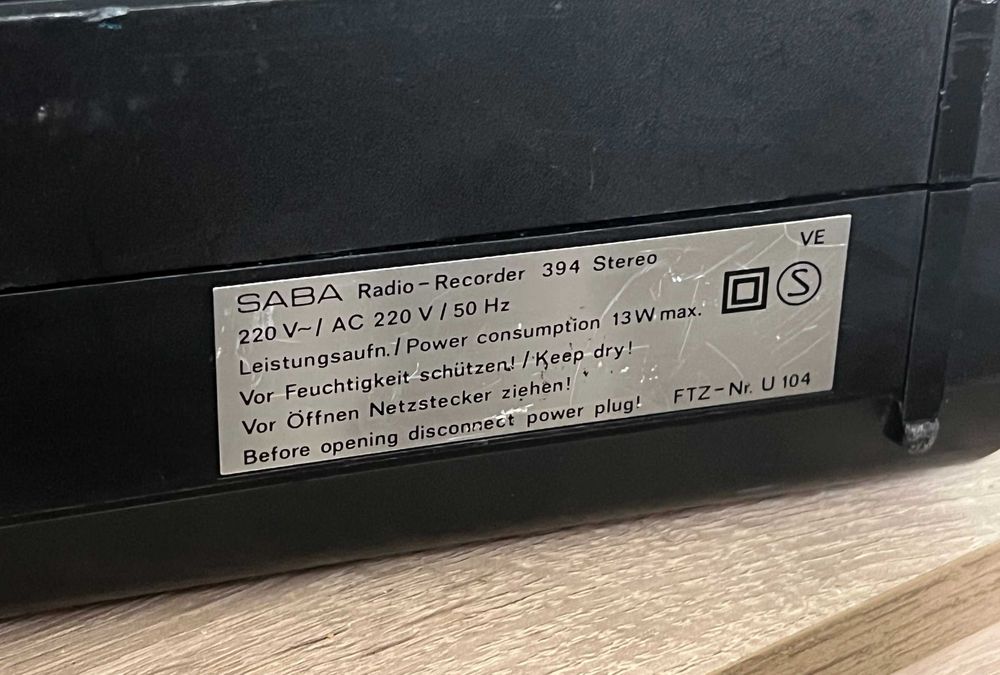 VE
SABA Radio-Recorder 394 Stereo
220 V~/ AC 220 V / 50 Hz
Leistungsaufn./Power consumption 13 W max.
Vor Feuchtigkeit schützen!/Keep dry!
Vor Öffnen Netzstecker ziehen!
Before opening disconnect power plug!
FTZ-Nr. U 104
S